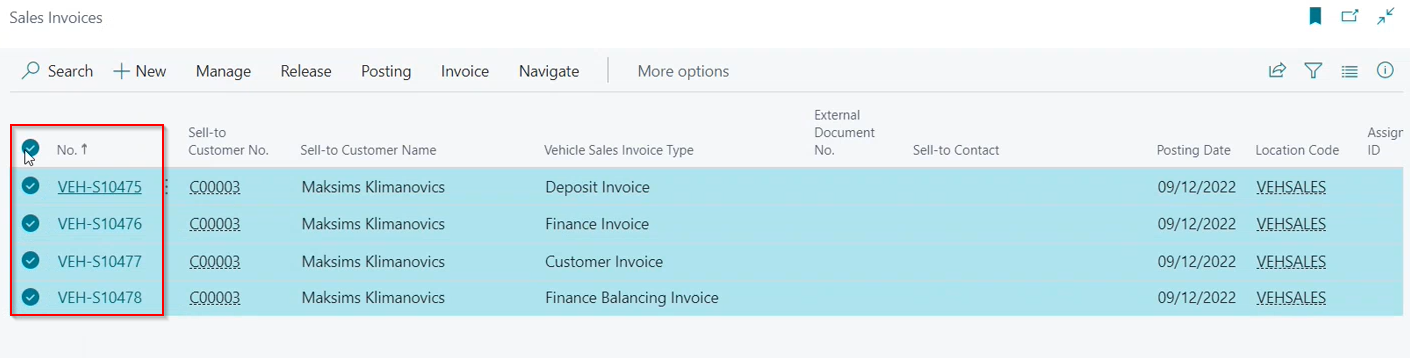 Sales Invoices
Search New Manage Release Posting Invoice Navigate More options
No. ↑ Sell-to Customer No. Sell-to Customer Name Vehicle Sales Invoice Type External Document No. Sell-to Contact Posting Date Location Code Assign ID
VEH-S10475 C00003 Maksims Klimanovics Deposit Invoice 09/12/2022 VEHSALES
VEH-S10476 C00003 Maksims Klimanovics Finance Invoice 09/12/2022 VEHSALES
VEH-S10477 C00003 Maksims Klimanovics Customer Invoice 09/12/2022 VEHSALES
VEH-S10478 C00003 Maksims Klimanovics Finance Balancing Invoice 09/12/2022 VEHSALES